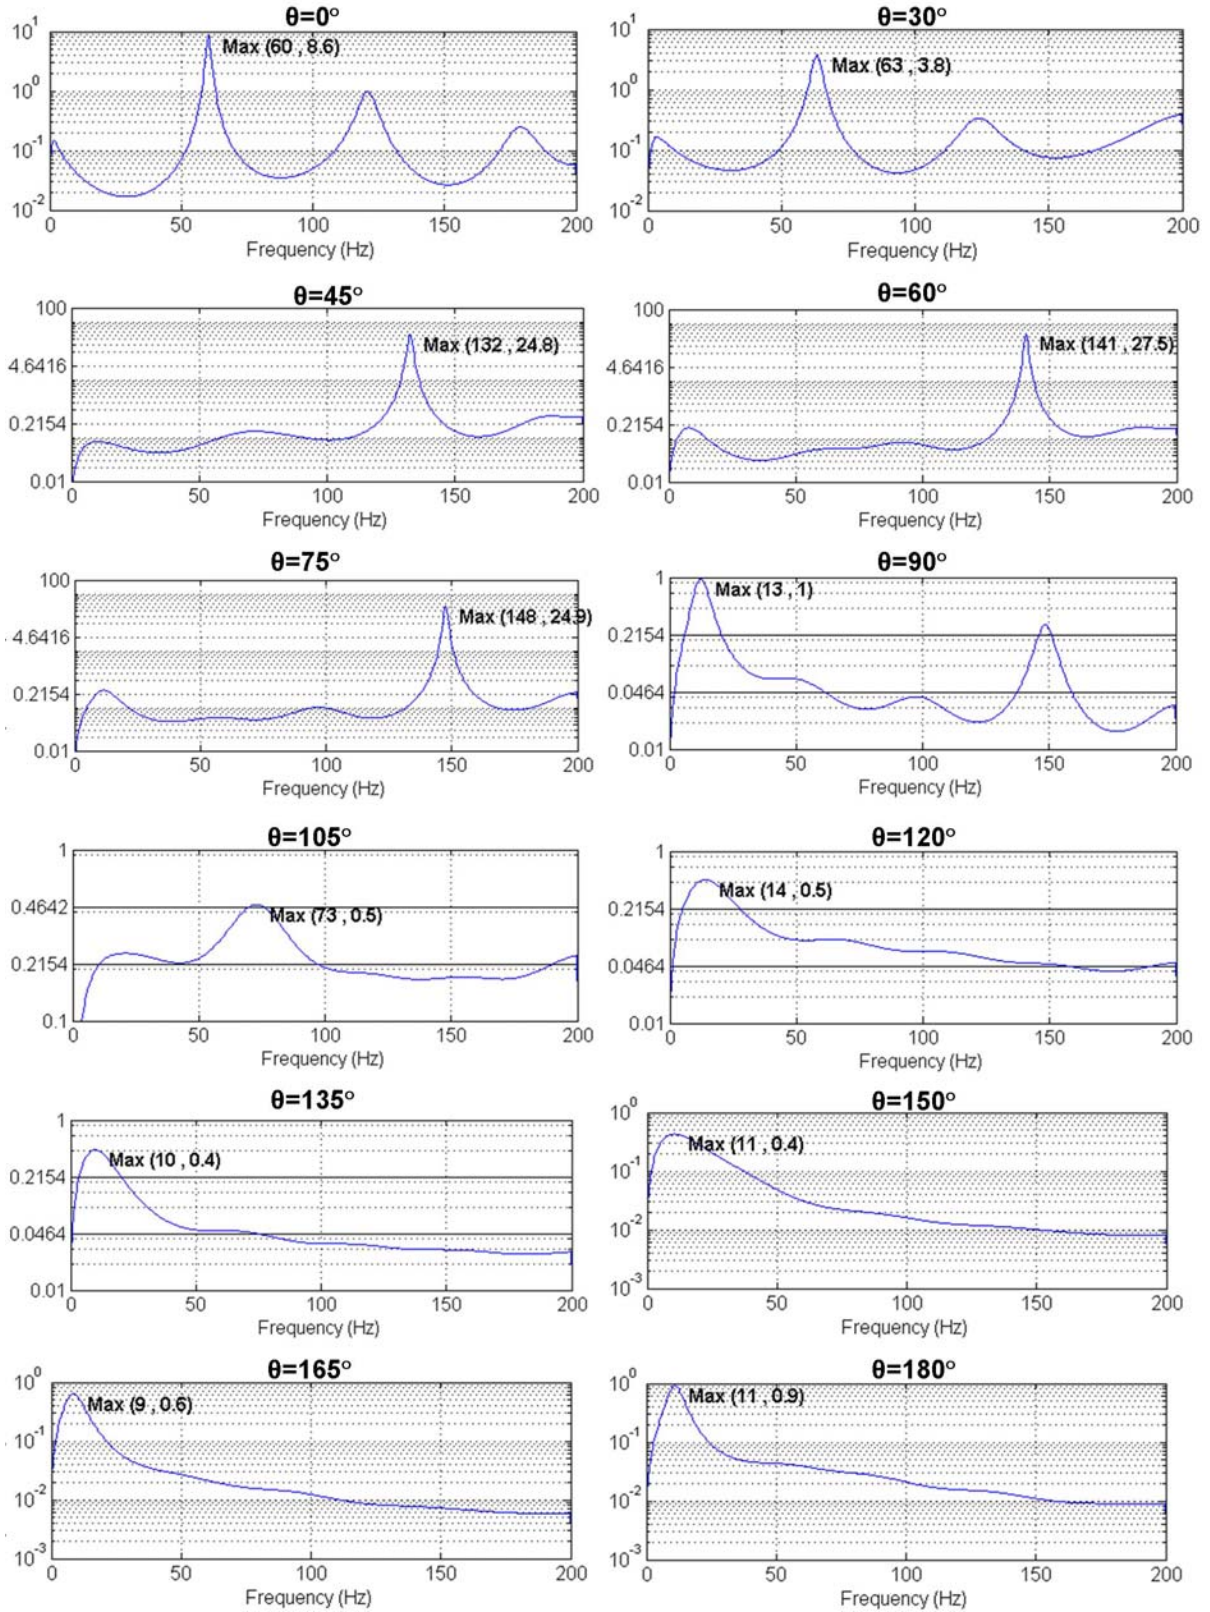 θ=0°
10^1
10^0
10^-1
10^-2
Max (60 , 8.6)
0 50 100 150 200
Frequency (Hz)
θ=30°
10^1
10^0
10^-1
10^-2
Max (63 , 3.8)
0 50 100 150 200
Frequency (Hz)
θ=45°
100
4.6416
0.2154
0.01
Max (132 , 24.8)
0 50 100 150 200
Frequency (Hz)
θ=60°
100
4.6416
0.2154
0.01
Max (141 , 27.5)
0 50 100 150 200
Frequency (Hz)
θ=75°
100
4.6416
0.2154
0.01
Max (148 , 24.9)
0 50 100 150 200
Frequency (Hz)
θ=90°
1
0.2154
0.0464
0.01
Max (13 , 1)
0 50 100 150 200
Frequency (Hz)
θ=105°
1
0.4642
0.2154
0.1
Max (73 , 0.5)
0 50 100 150 200
Frequency (Hz)
θ=120°
1
0.2154
0.0464
0.01
Max (14 , 0.5)
0 50 100 150 200
Frequency (Hz)
θ=135°
1
0.2154
0.0464
0.01
Max (10 , 0.4)
0 50 100 150 200
Frequency (Hz)
θ=150°
10^0
10^-1
10^-2
10^-3
Max (11 , 0.4)
0 50 100 150 200
Frequency (Hz)
θ=165°
10^0
10^-1
10^-2
10^-3
Max (9 , 0.6)
0 50 100 150 200
Frequency (Hz)
θ=180°
10^0
10^-1
10^-2
10^-3
Max (11 , 0.9)
0 50 100 150 200
Frequency (Hz)